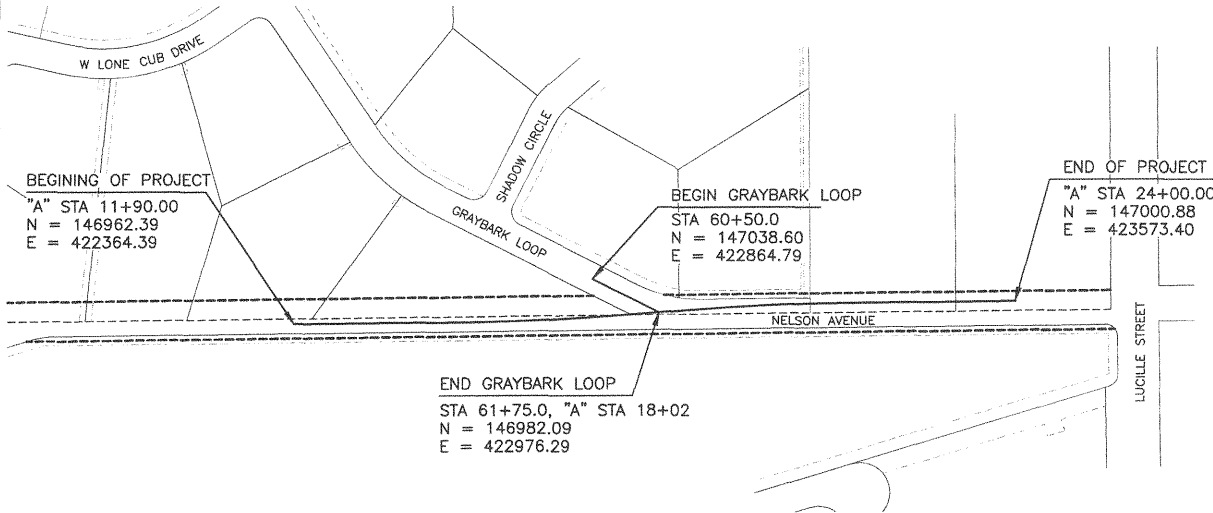 W LONE CUB DRIVE
SHADOW CIRCLE
GRAYBARK LOOP
BEGINING OF PROJECT
"A" STA 11+90.00
N = 146962.39
E = 422364.39
BEGIN GRAYBARK LOOP
STA 60+50.0
N = 147038.60
E = 422864.79
END OF PROJECT
"A" STA 24+00.00
N = 147000.88
E = 423573.40
NELSON AVENUE
LUCILLE STREET
END GRAYBARK LOOP
STA 61+75.0, "A" STA 18+02
N = 146982.09
E = 422976.29